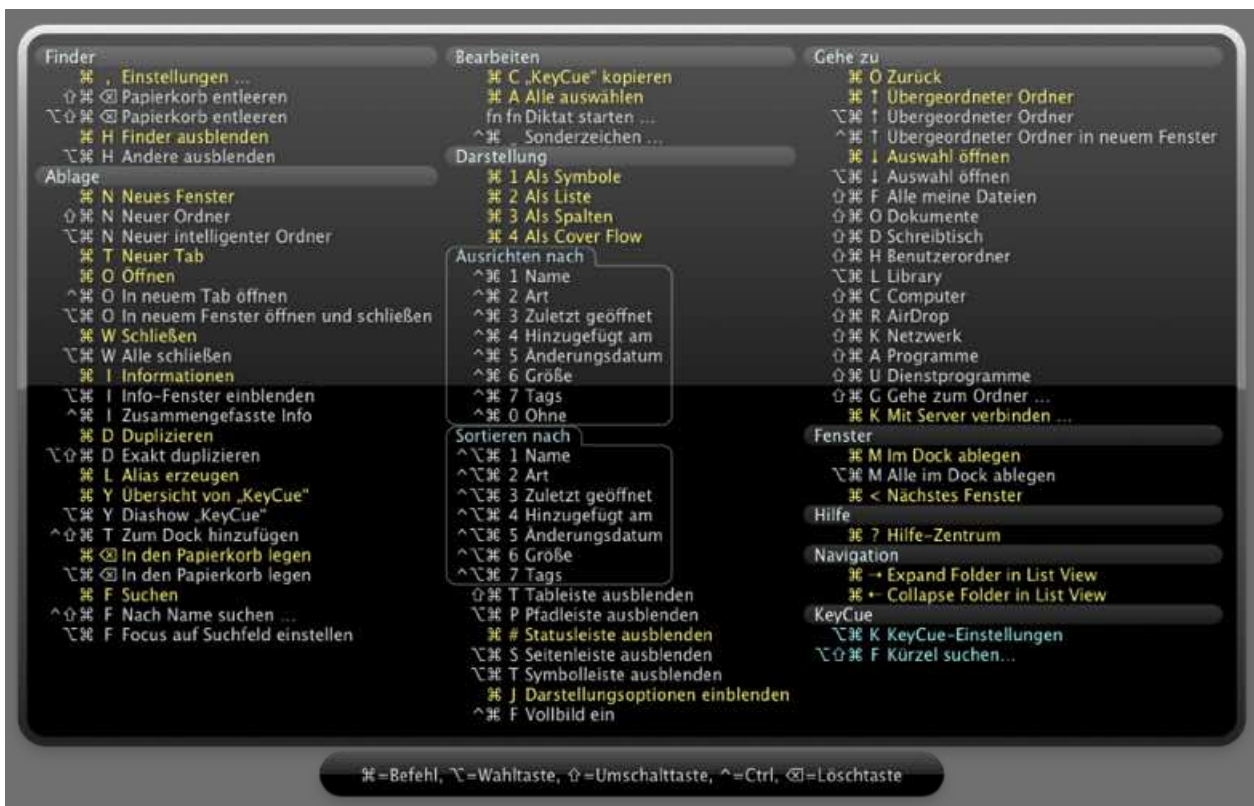 Finder
⌘ , Einstellungen ...
⇧⌘⌫ Papierkorb entleeren
⌥⇧⌘⌫ Papierkorb entleeren
⌘ H Finder ausblenden
⌥⌘ H Andere ausblenden
Ablage
⌘ N Neues Fenster
⇧⌘ N Neuer Ordner
⌥⌘ N Neuer intelligenter Ordner
⌘ T Neuer Tab
⌘ O Öffnen
^⌘ O In neuem Tab öffnen
⌥⌘ O In neuem Fenster öffnen und schließen
⌘ W Schließen
⌥⌘ W Alle schließen
⌘ I Informationen
⌥⌘ I Info-Fenster einblenden
^⌘ I Zusammengefasste Info
⌘ D Duplizieren
⌥⇧⌘ D Exakt duplizieren
⌘ L Alias erzeugen
⌘ Y Übersicht von „KeyCue“
⌥⌘ Y Diashow „KeyCue“
^⇧⌘ T Zum Dock hinzufügen
⌘⌫ In den Papierkorb legen
⌥⌘⌫ In den Papierkorb legen
⌘ F Suchen
^⇧⌘ F Nach Name suchen ...
⌥⌘ F Focus auf Suchfeld einstellen
Bearbeiten
⌘ C „KeyCue“ kopieren
⌘ A Alle auswählen
fn fn Diktat starten ...
^⌘ _ Sonderzeichen ...
Darstellung
⌘ 1 Als Symbole
⌘ 2 Als Liste
⌘ 3 Als Spalten
⌘ 4 Als Cover Flow
Ausrichten nach
^⌘ 1 Name
^⌘ 2 Art
^⌘ 3 Zuletzt geöffnet
^⌘ 4 Hinzugefügt am
^⌘ 5 Änderungsdatum
^⌘ 6 Größe
^⌘ 7 Tags
^⌘ 0 Ohne
Sortieren nach
^⌥⌘ 1 Name
^⌥⌘ 2 Art
^⌥⌘ 3 Zuletzt geöffnet
^⌥⌘ 4 Hinzugefügt am
^⌥⌘ 5 Änderungsdatum
^⌥⌘ 6 Größe
^⌥⌘ 7 Tags
⇧⌘ T Tableiste ausblenden
⌥⌘ P Pfadleiste ausblenden
⌘ # Statusleiste ausblenden
⌥⌘ S Seitenleiste ausblenden
⌥⌘ T Symbolleiste ausblenden
⌘ J Darstellungsoptionen einblenden
^⌘ F Vollbild ein
Gehe zu
⌘ Ö Zurück
⌘ ↑ Übergeordneter Ordner
⌥⌘ ↑ Übergeordneter Ordner
^⌘ ↑ Übergeordneter Ordner in neuem Fenster
⌘ ↓ Auswahl öffnen
⌥⌘ ↓ Auswahl öffnen
⇧⌘ F Alle meine Dateien
⇧⌘ O Dokumente
⇧⌘ D Schreibtisch
⇧⌘ H Benutzerordner
⌥⌘ L Library
⇧⌘ C Computer
⇧⌘ R AirDrop
⇧⌘ K Netzwerk
⇧⌘ A Programme
⇧⌘ U Dienstprogramme
⇧⌘ G Gehe zum Ordner ...
⌘ K Mit Server verbinden ...
Fenster
⌘ M Im Dock ablegen
⌥⌘ M Alle im Dock ablegen
⌘ < Nächstes Fenster
Hilfe
⌘ ? Hilfe-Zentrum
Navigation
⌘ → Expand Folder in List View
⌘ ← Collapse Folder in List View
KeyCue
⌥⌘ K KeyCue-Einstellungen
⌥⇧⌘ F Kürzel suchen...
⌘=Befehl, ⌥=Wahltaste, ⇧=Umschalttaste, ^=Ctrl, ⌫=Löschtaste